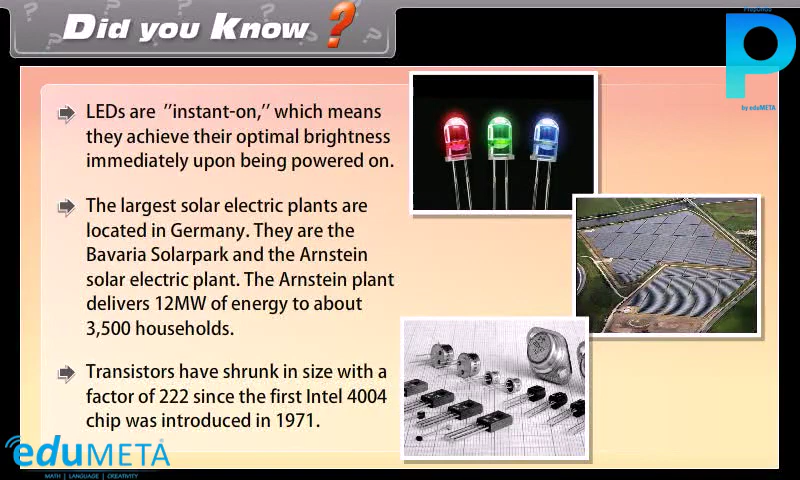 Did you Know ?
PrepOnGo
by eduMETA
LEDs are ''instant-on,'' which means
they achieve their optimal brightness
immediately upon being powered on.
The largest solar electric plants are
located in Germany. They are the
Bavaria Solarpark and the Arnstein
solar electric plant. The Arnstein plant
delivers 12MW of energy to about
3,500 households.
Transistors have shrunk in size with a
factor of 222 since the first Intel 4004
chip was introduced in 1971.
eduMETA
MATH | LANGUAGE | CREATIVITY